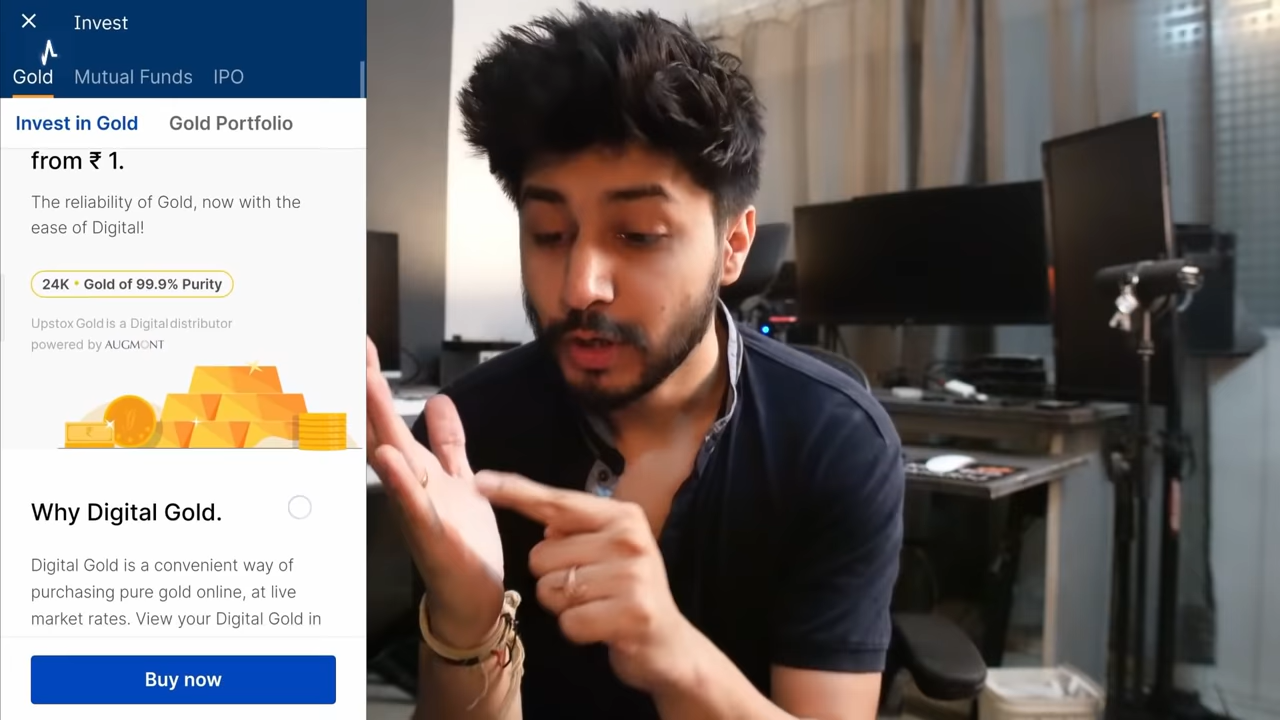 Invest
Gold Mutual Funds IPO
Invest in Gold Gold Portfolio
from ₹ 1.
The reliability of Gold, now with the
ease of Digital!
24K • Gold of 99.9% Purity
Upstox Gold is a Digital distributor
powered by AUGMONT
₹
Why Digital Gold.
Digital Gold is a convenient way of
purchasing pure gold online, at live
market rates. View your Digital Gold in
Buy now